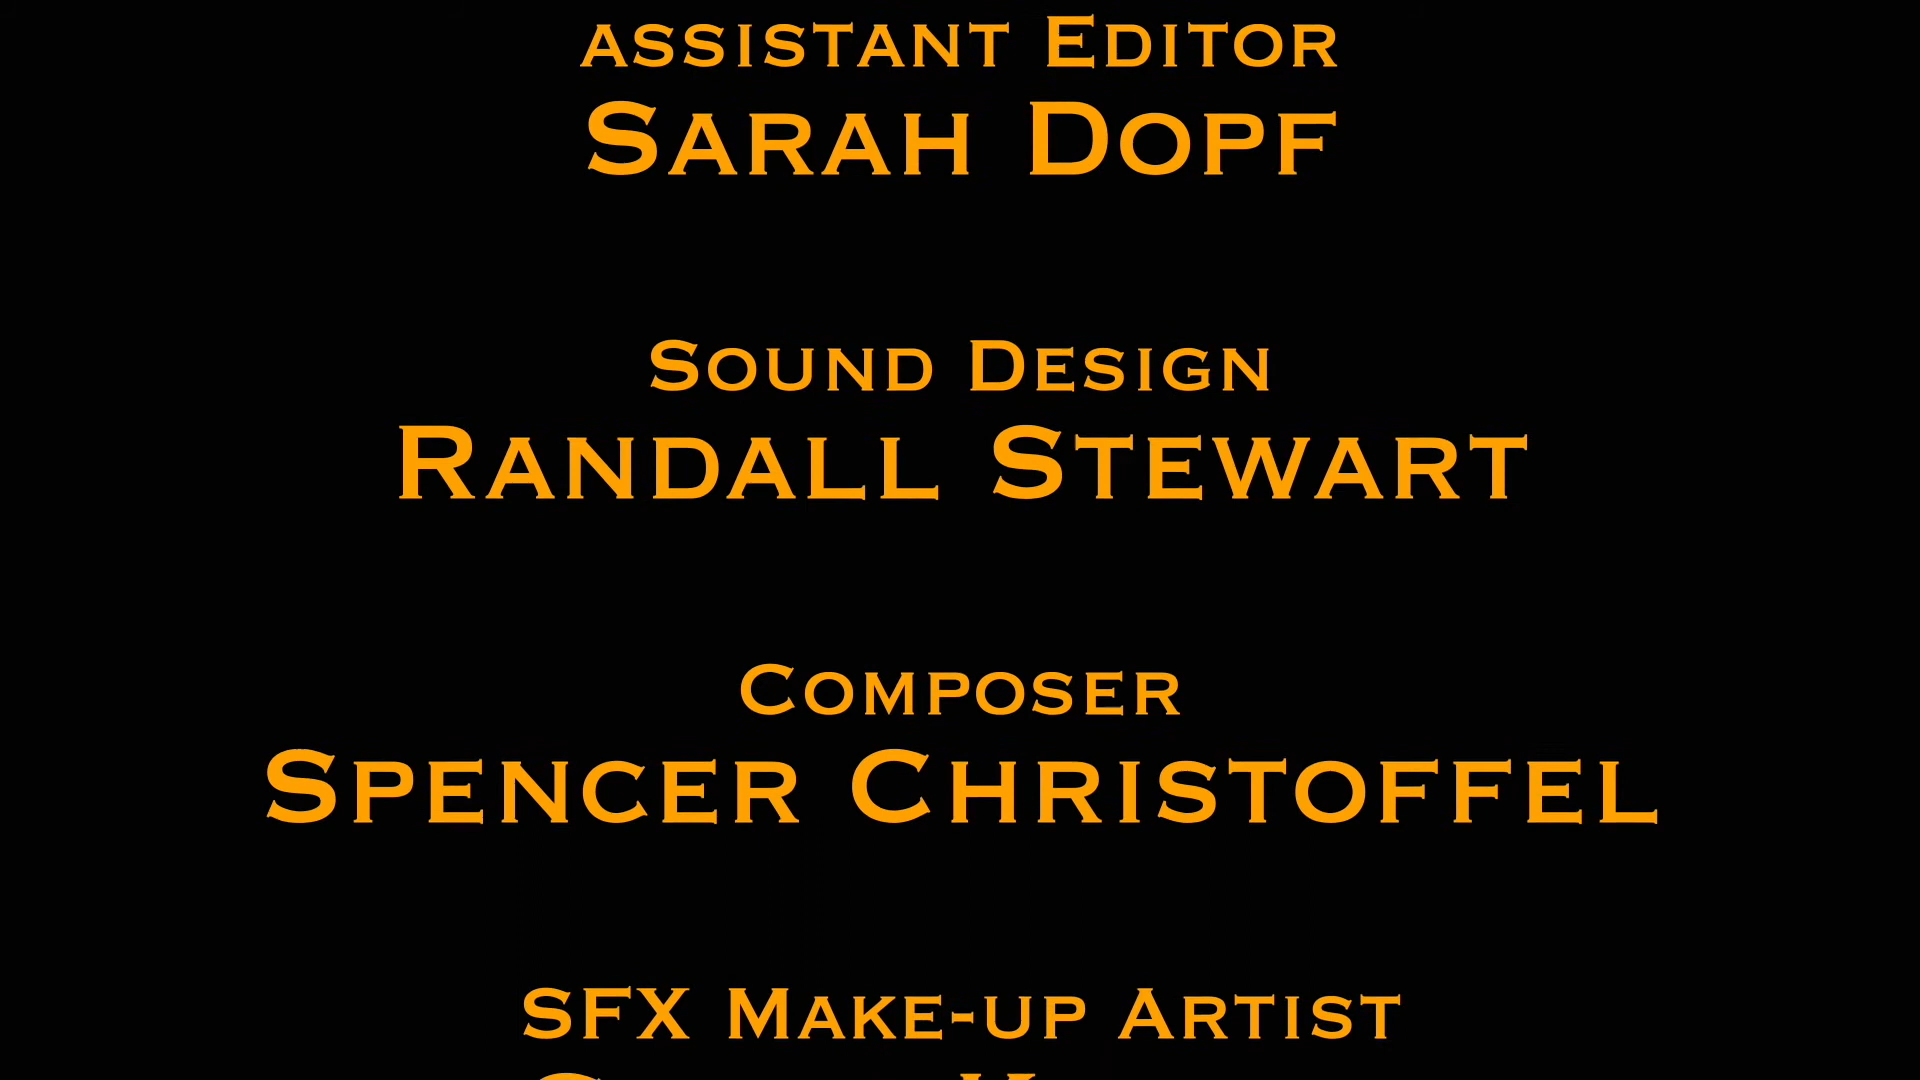 assistant Editor
Sarah Dopf
Sound Design
Randall Stewart
Composer
Spencer Christoffel
SFX Make-up Artist